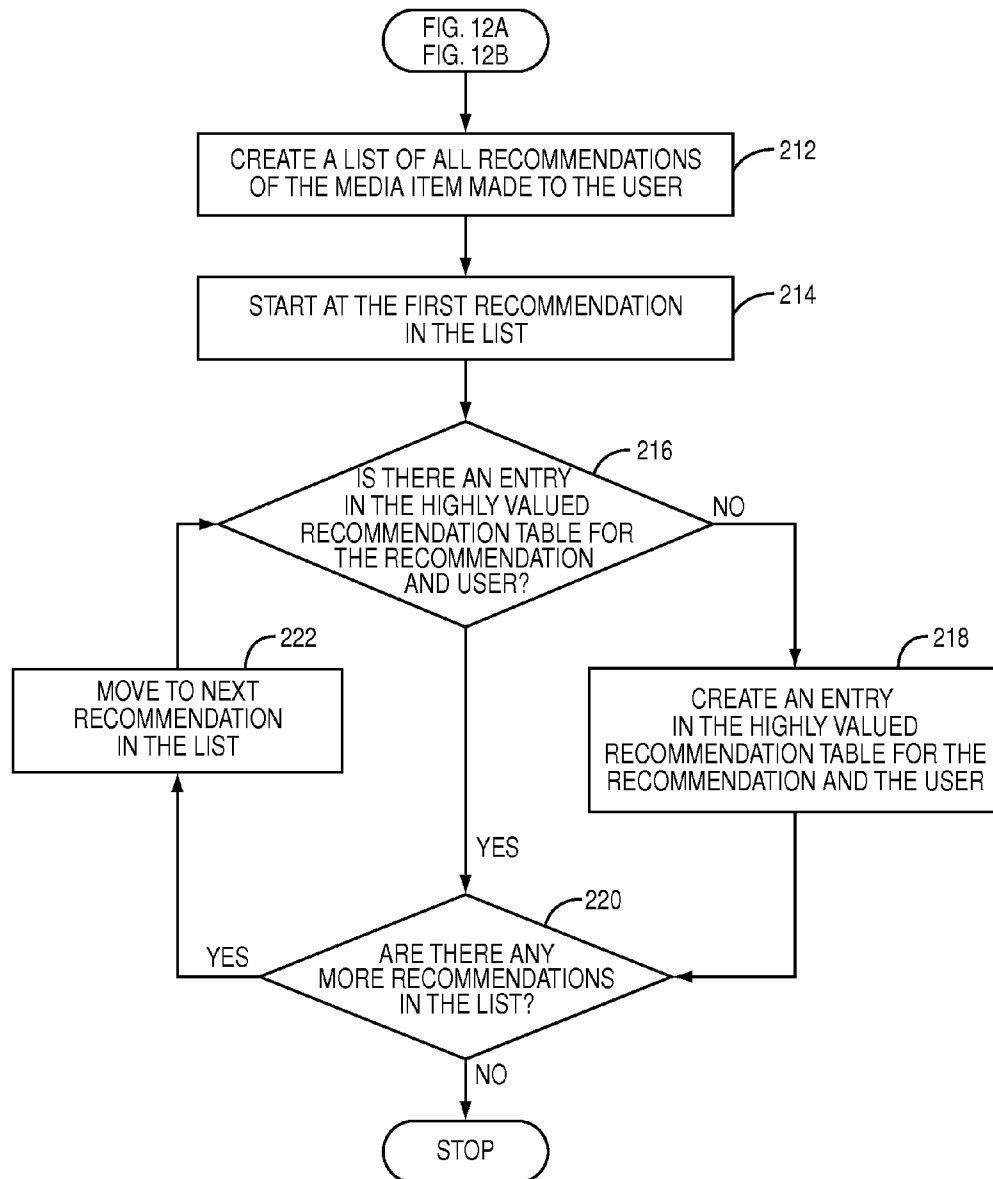 FIG. 12A
FIG. 12B
CREATE A LIST OF ALL RECOMMENDATIONS
OF THE MEDIA ITEM MADE TO THE USER
212
START AT THE FIRST RECOMMENDATION
IN THE LIST
214
IS THERE AN ENTRY
IN THE HIGHLY VALUED
RECOMMENDATION TABLE FOR
THE RECOMMENDATION
AND USER?
216
NO
218
CREATE AN ENTRY
IN THE HIGHLY VALUED
RECOMMENDATION TABLE FOR THE
RECOMMENDATION AND THE USER
222
MOVE TO NEXT
RECOMMENDATION
IN THE LIST
YES
220
ARE THERE ANY
MORE RECOMMENDATIONS
IN THE LIST?
YES
NO
STOP